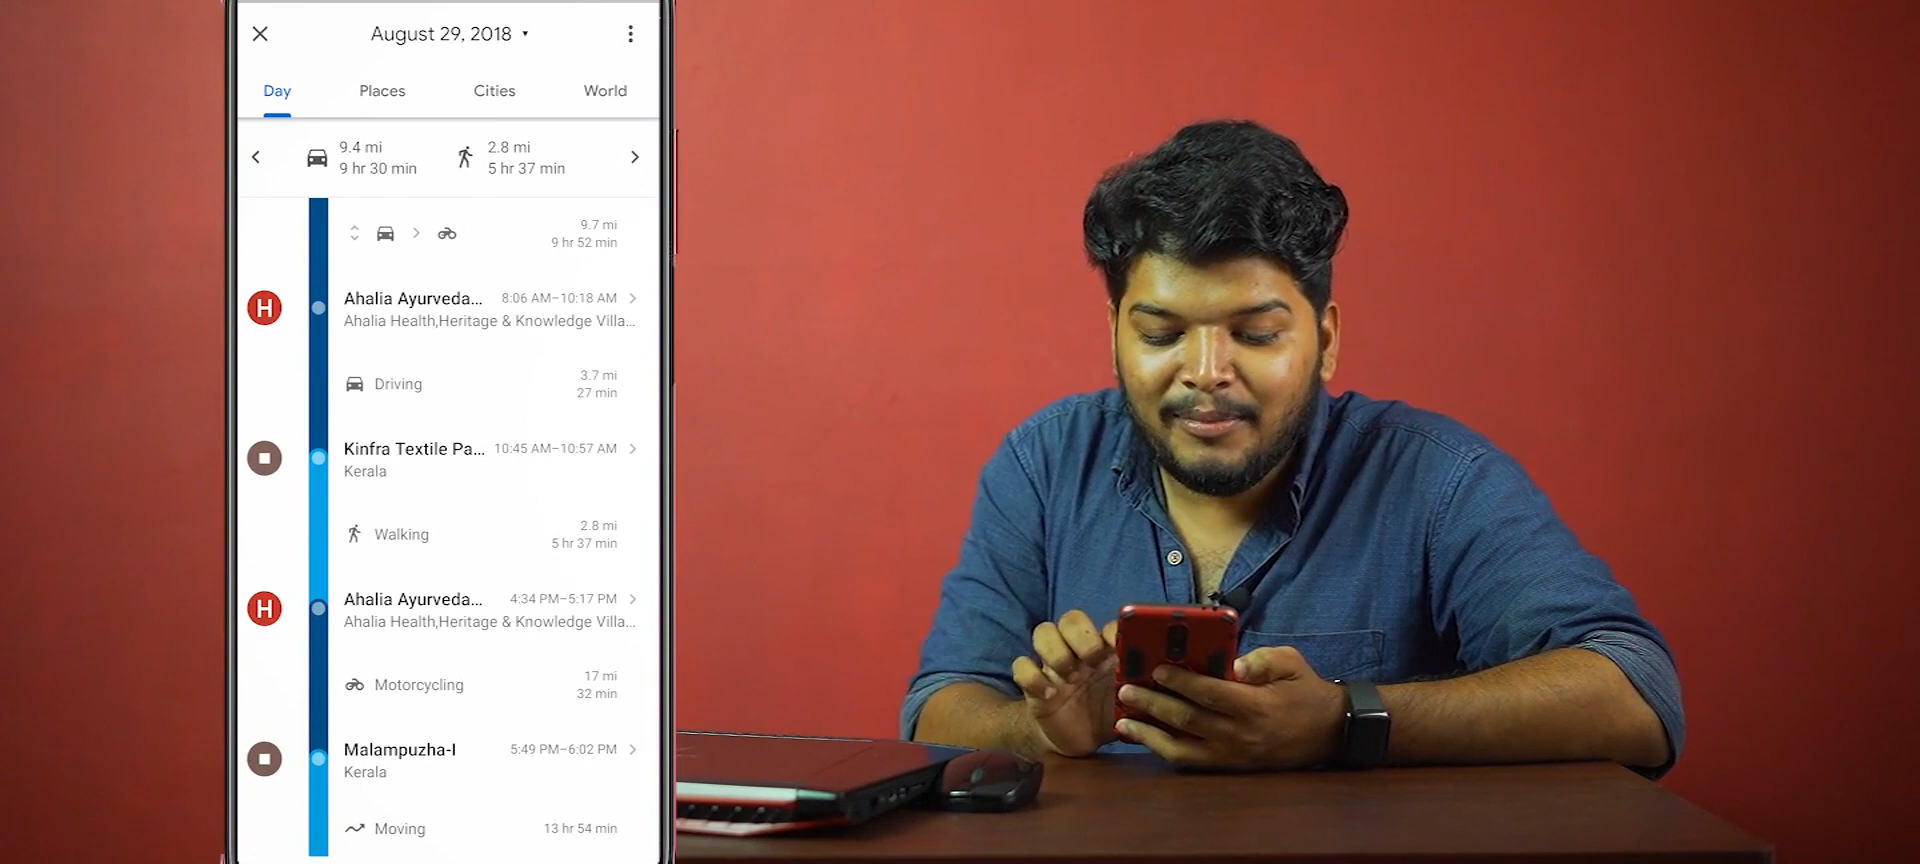 August 29, 2018
Day Places Cities World
9.4 mi 2.8 mi
9 hr 30 min 5 hr 37 min
9.7 mi
9 hr 52 min
H
Ahalia Ayurveda... 8:06 AM–10:18 AM
Ahalia Health,Heritage & Knowledge Villa...
Driving
3.7 mi
27 min
Kinfra Textile Pa... 10:45 AM–10:57 AM
Kerala
Walking
2.8 mi
5 hr 37 min
H
Ahalia Ayurveda... 4:34 PM–5:17 PM
Ahalia Health,Heritage & Knowledge Villa...
Motorcycling
17 mi
32 min
Malampuzha-I 5:49 PM–6:02 PM
Kerala
Moving 13 hr 54 min